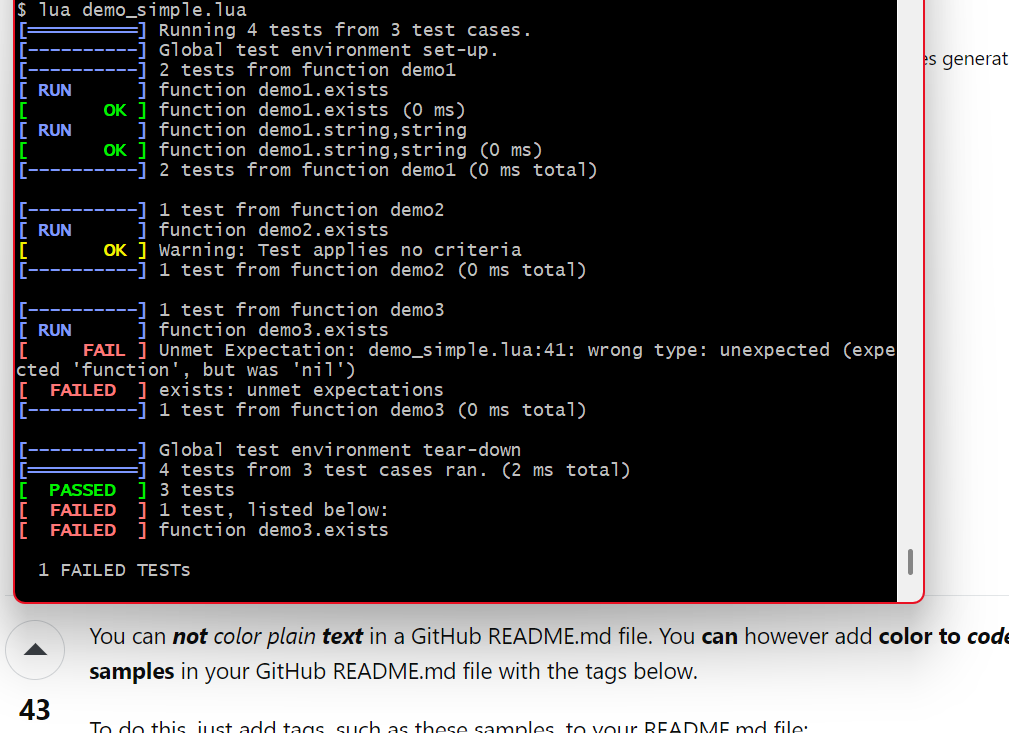 $ lua demo_simple.lua
[==========] Running 4 tests from 3 test cases.
[----------] Global test environment set-up.
[----------] 2 tests from function demo1
[ RUN      ] function demo1.exists
[       OK ] function demo1.exists (0 ms)
[ RUN      ] function demo1.string,string
[       OK ] function demo1.string,string (0 ms)
[----------] 2 tests from function demo1 (0 ms total)
[----------] 1 test from function demo2
[ RUN      ] function demo2.exists
[       OK ] Warning: Test applies no criteria
[----------] 1 test from function demo2 (0 ms total)
[----------] 1 test from function demo3
[ RUN      ] function demo3.exists
[     FAIL ] Unmet Expectation: demo_simple.lua:41: wrong type: unexpected (expe
cted 'function', but was 'nil')
[  FAILED  ] exists: unmet expectations
[----------] 1 test from function demo3 (0 ms total)
[----------] Global test environment tear-down
[==========] 4 tests from 3 test cases ran. (2 ms total)
[  PASSED  ] 3 tests
[  FAILED  ] 1 test, listed below:
[  FAILED  ] function demo3.exists
1 FAILED TESTs
es generat
You can not color plain text in a GitHub README.md file. You can however add color to code
samples in your GitHub README.md file with the tags below.
43
To do this, just add tags, such as these samples, to your README.md file: